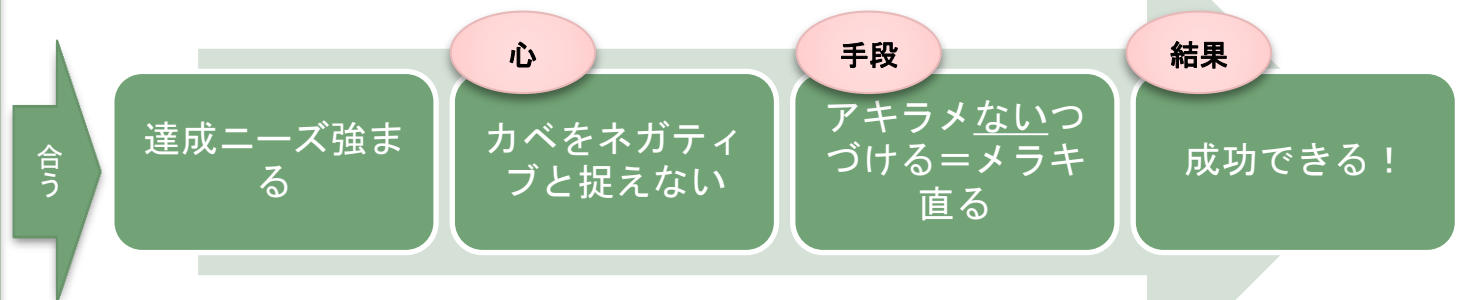 合う
達成ニーズ強ま
る
心
カベをネガティ
ブと捉えない
手段
アキラメないつ
づける＝メラキ
直る
結果
成功できる！